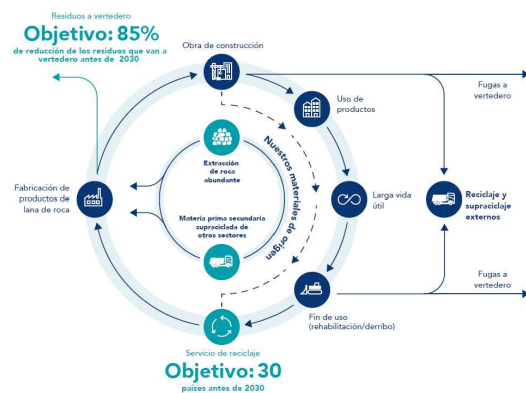 Residuos a vertedero
Objetivo: 85%
de reducción de los residuos que van a
vertedero antes de 2030
Obra de construcción
Uso de
productos
Fugas a
vertedero
Extracción
de roca
abundante
Nuestros materiales de origen
Fabricación de
productos de
lana de roca
Materia prima secundaria
supraciclada de
otros sectores
Larga vida
útil
Reciclaje y
supraciclaje
externos
Fugas a
vertedero
Fin de uso
(rehabilitación/derribo)
Servicio de reciclaje
Objetivo: 30
países antes de 2030